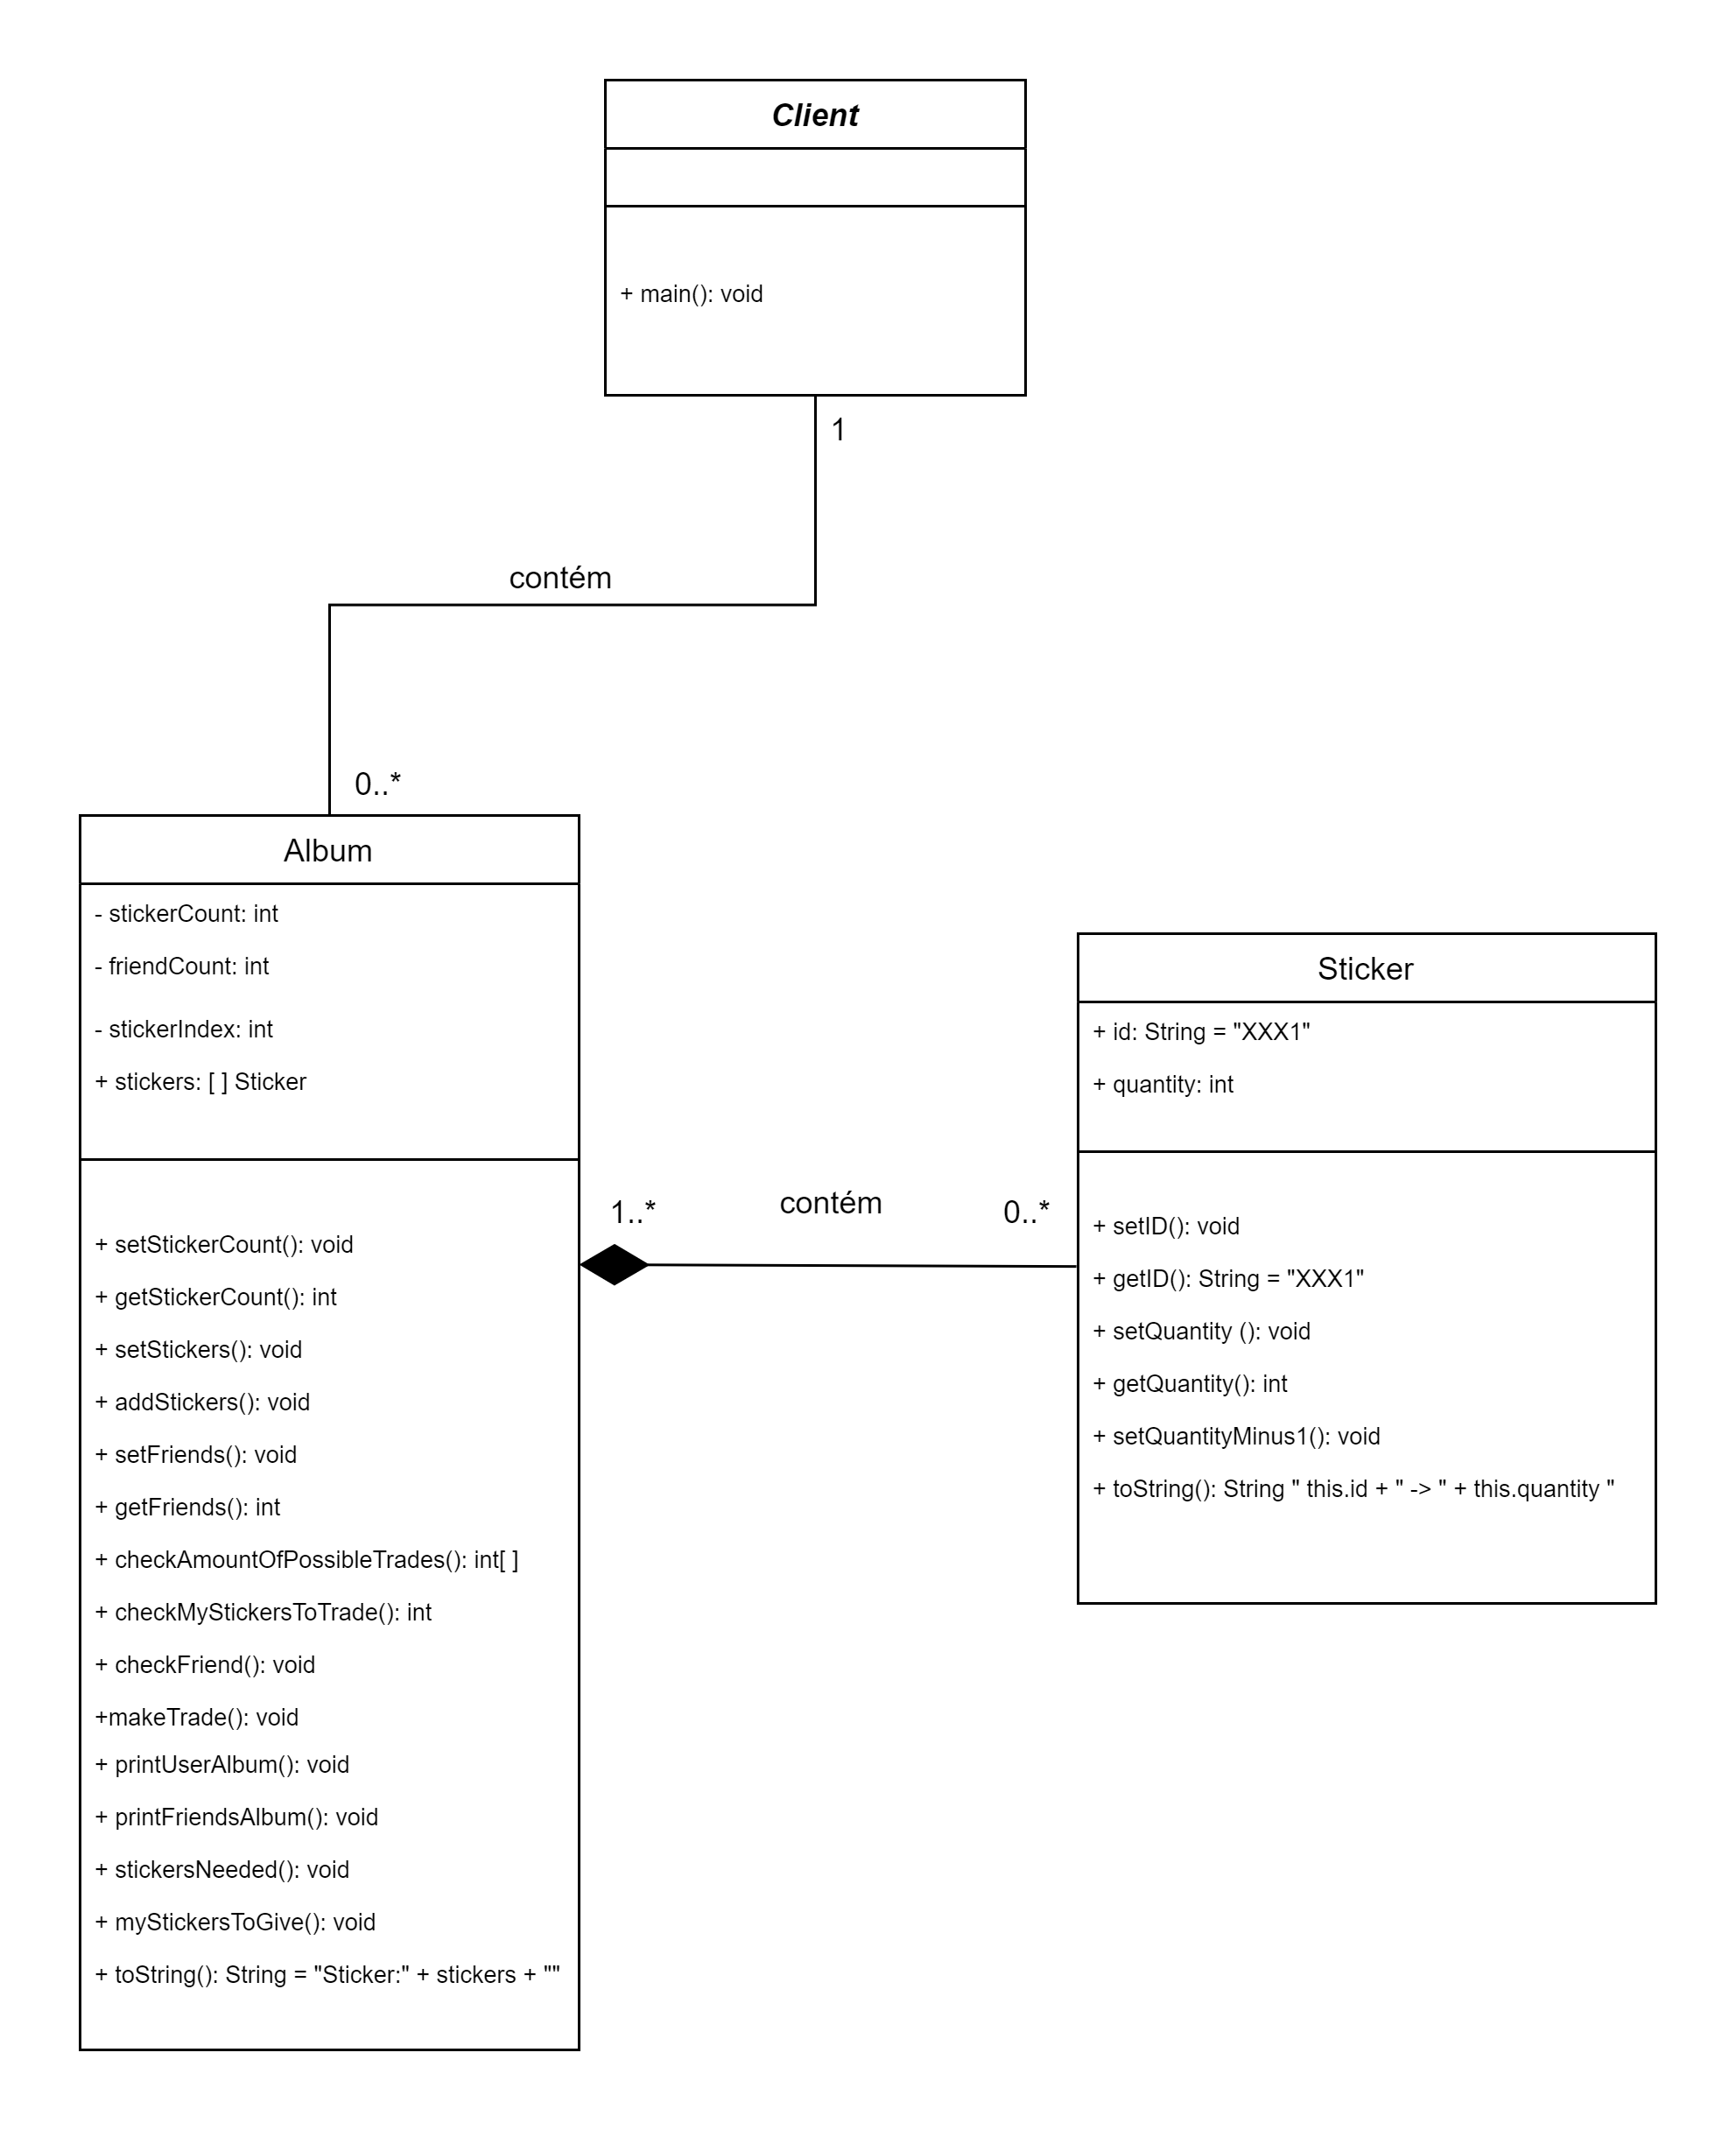 Client
+ main(): void
1
contém
0..*
Album
- stickerCount: int
- friendCount: int
- stickerIndex: int
+ stickers: [ ] Sticker
+ setStickerCount(): void
+ getStickerCount(): int
+ setStickers(): void
+ addStickers(): void
+ setFriends(): void
+ getFriends(): int
+ checkAmountOfPossibleTrades(): int[ ]
+ checkMyStickersToTrade(): int
+ checkFriend(): void
+makeTrade(): void
+ printUserAlbum(): void
+ printFriendsAlbum(): void
+ stickersNeeded(): void
+ myStickersToGive(): void
+ toString(): String = "Sticker:" + stickers + ""
1..*
contém
0..*
Sticker
+ id: String = "XXX1"
+ quantity: int
+ setID(): void
+ getID(): String = "XXX1"
+ setQuantity (): void
+ getQuantity(): int
+ setQuantityMinus1(): void
+ toString(): String " this.id + " -> " + this.quantity "